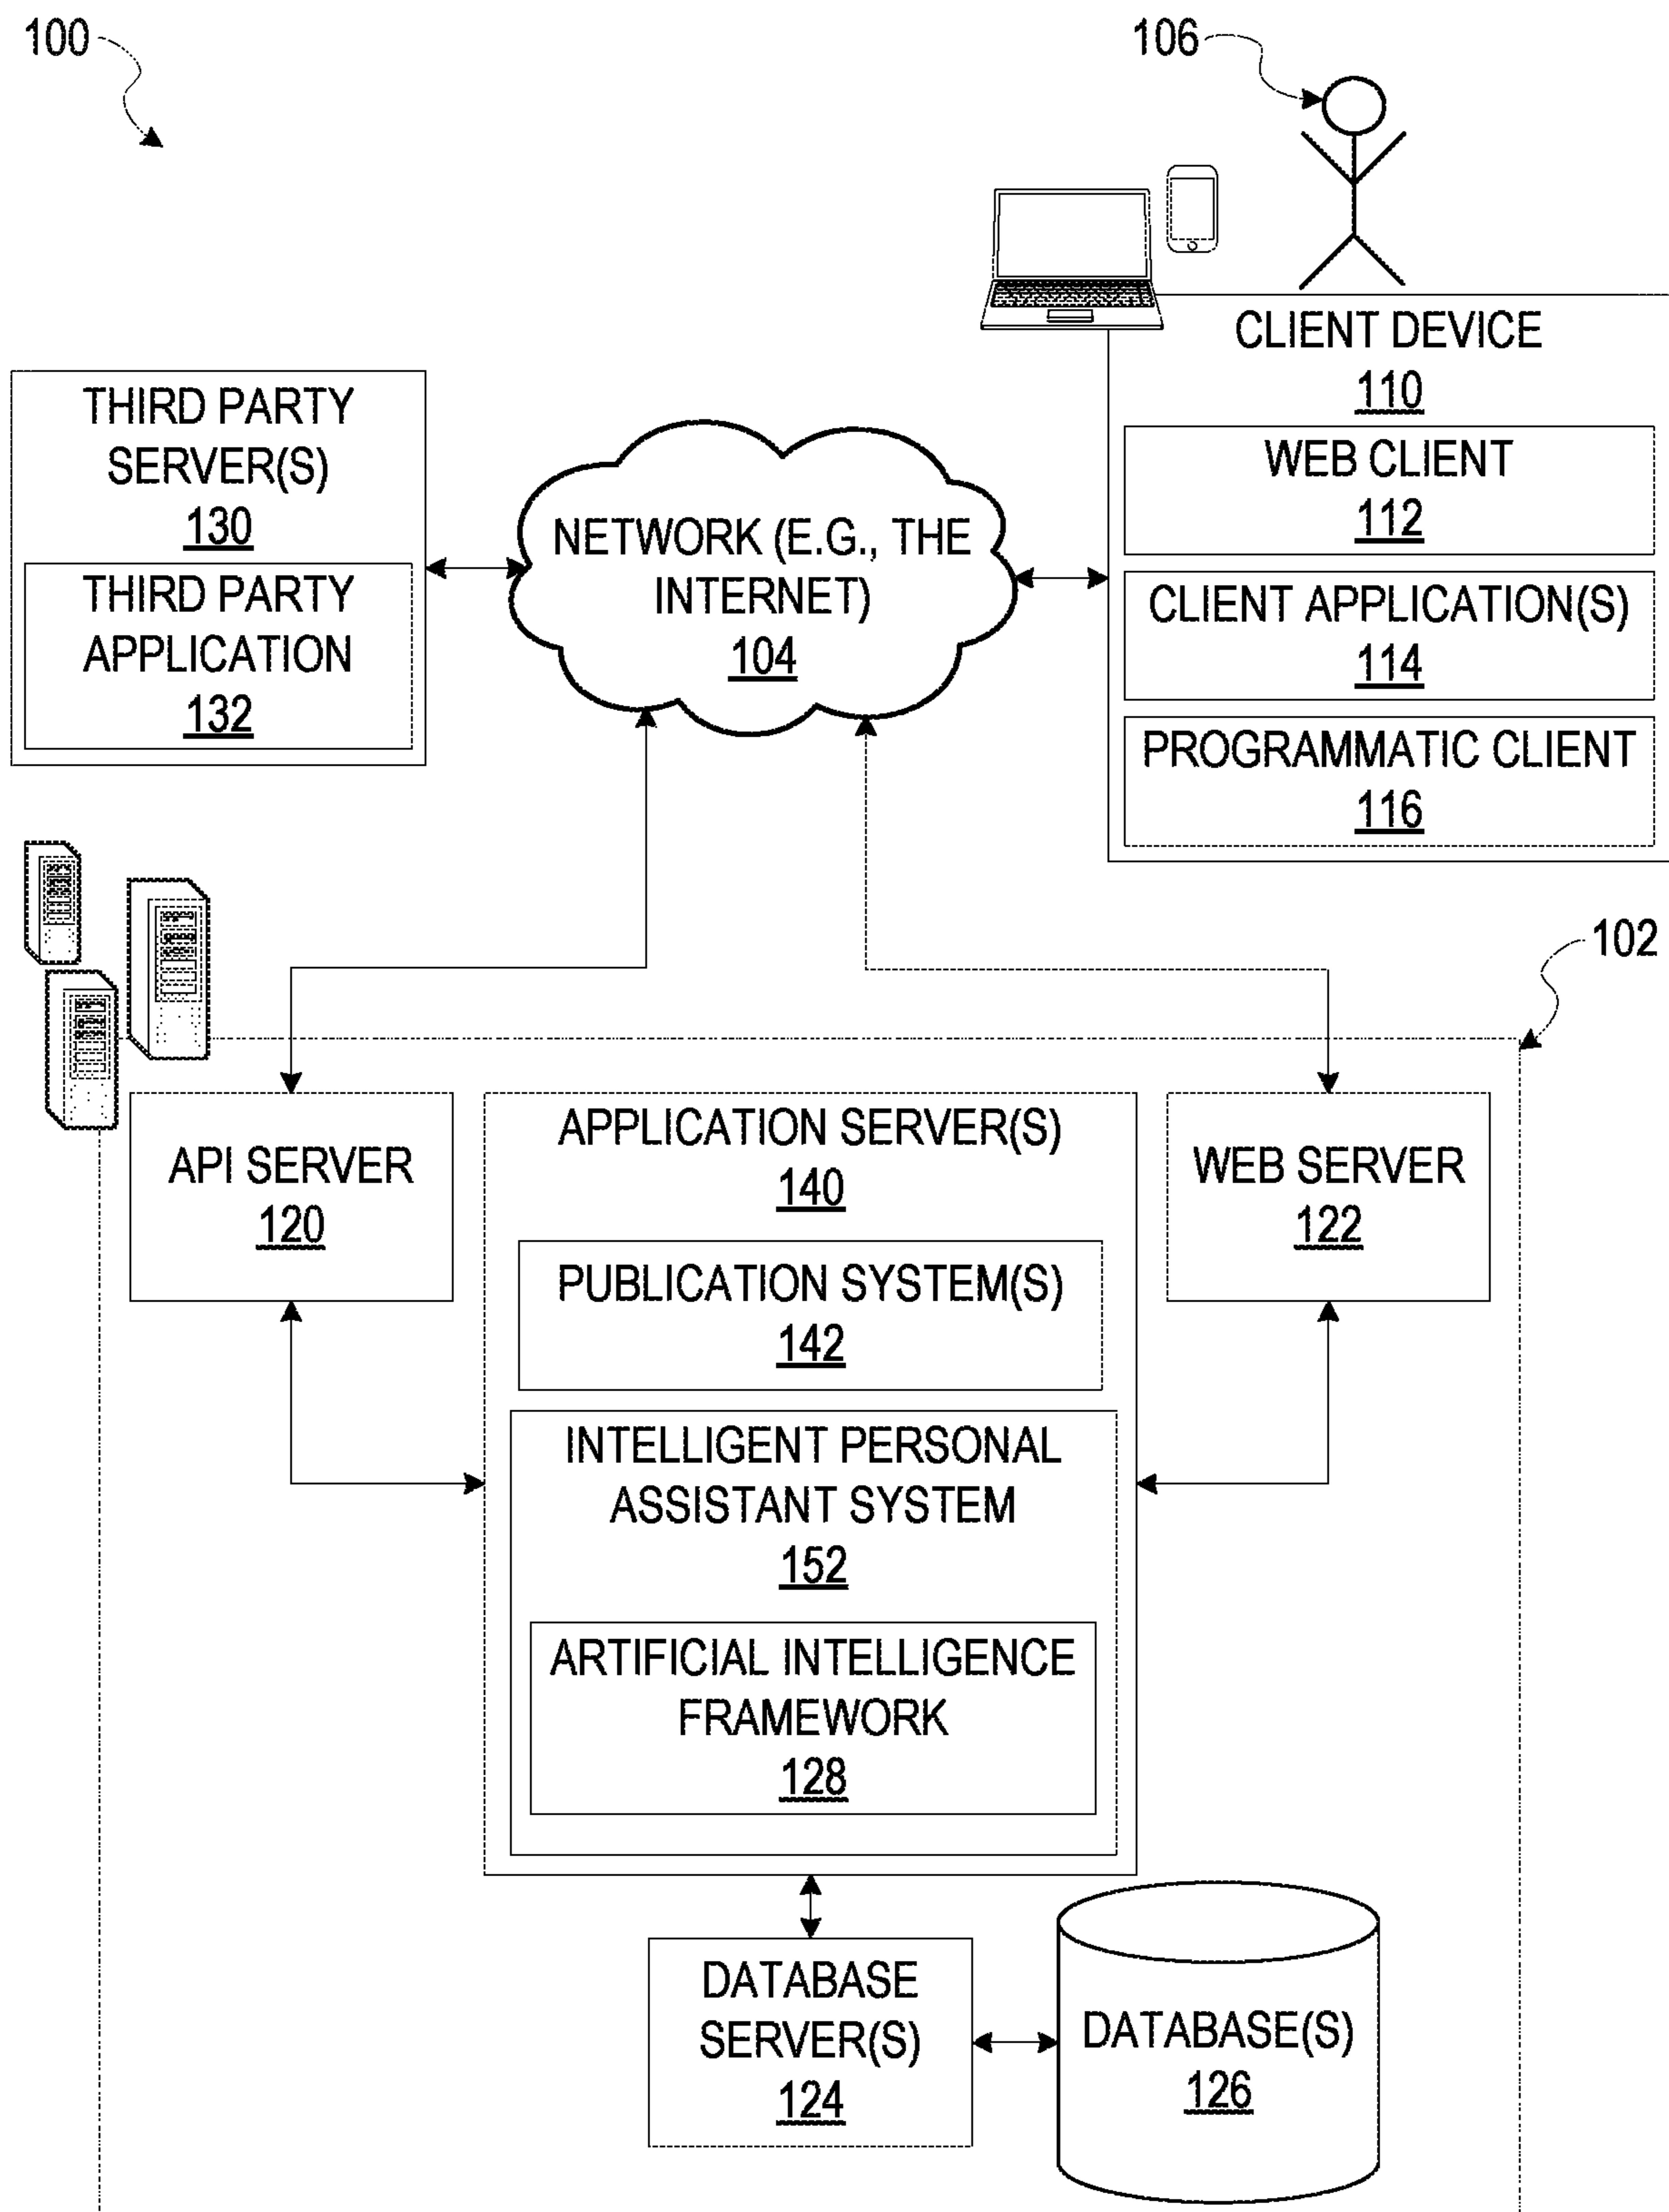 100
106
CLIENT DEVICE
110
WEB CLIENT
112
CLIENT APPLICATION(S)
114
PROGRAMMATIC CLIENT
116
THIRD PARTY
SERVER(S)
130
THIRD PARTY
APPLICATION
132
NETWORK (E.G., THE
INTERNET)
104
102
API SERVER
120
APPLICATION SERVER(S)
140
PUBLICATION SYSTEM(S)
142
INTELLIGENT PERSONAL
ASSISTANT SYSTEM
152
ARTIFICIAL INTELLIGENCE
FRAMEWORK
128
WEB SERVER
122
DATABASE
SERVER(S)
124
DATABASE(S)
126